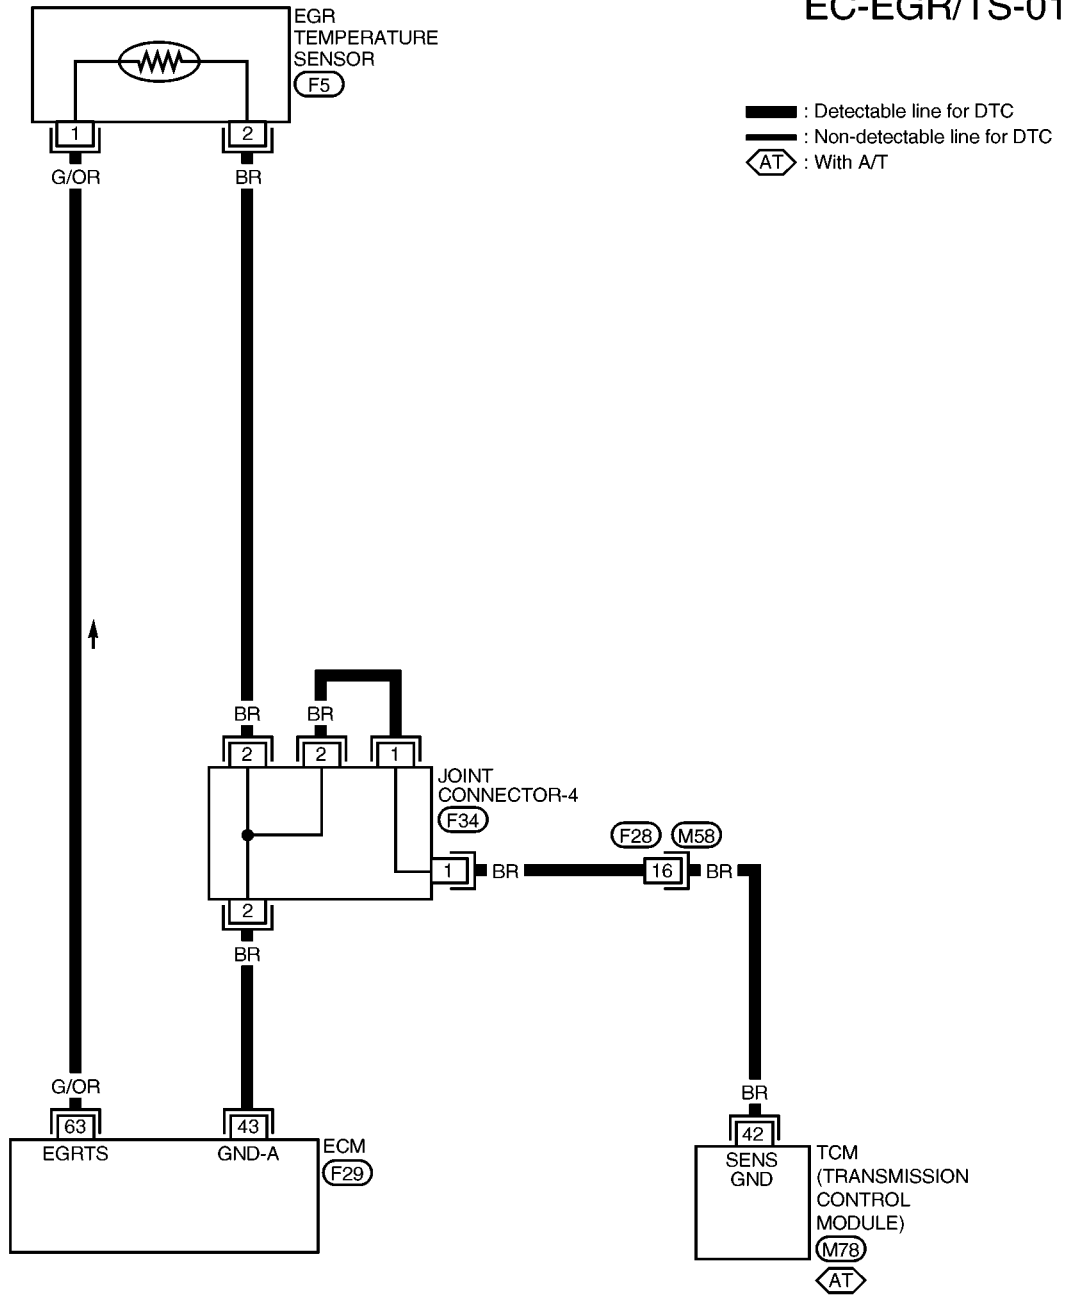 EC-EGR/TS-01
EGR
TEMPERATURE
SENSOR
F5
: Detectable line for DTC
: Non-detectable line for DTC
AT : With A/T
1 2
G/OR BR
BR BR
2 2 1
JOINT
CONNECTOR-4
F34
F28 M58
1 BR 16 BR
2
BR
G/OR
BR
63 43
EGRTS GND-A
ECM
F29
42
SENS
GND
TCM
(TRANSMISSION
CONTROL
MODULE)
M78
AT